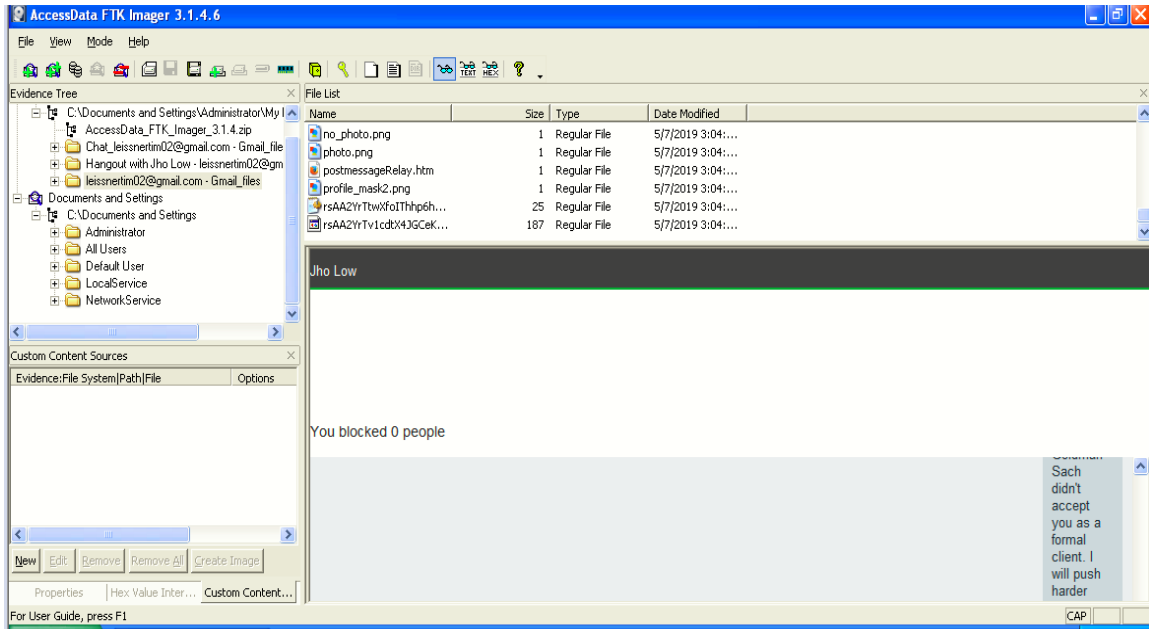 AccessData FTK Imager 3.1.4.6
File View Mode Help
TEXT HEX
Evidence Tree
C:\Documents and Settings\Administrator\My
AccessData_FTK_Imager_3.1.4.zip
Chat_leissnertim02@gmail.com - Gmail_file
Hangout with Jho Low - leissnertim02@gm
leissnertim02@gmail.com - Gmail_files
Documents and Settings
C:\Documents and Settings
Administrator
All Users
Default User
LocalService
NetworkService
Custom Content Sources
Evidence:File System|Path|File Options
New Edit Remove Remove All Create Image
Properties Hex Value Inter... Custom Content...
File List
Name Size Type Date Modified
no_photo.png 1 Regular File 5/7/2019 3:04:...
photo.png 1 Regular File 5/7/2019 3:04:...
postmessageRelay.htm 1 Regular File 5/7/2019 3:04:...
profile_mask2.png 1 Regular File 5/7/2019 3:04:...
rsAA2YrTtwXfoIThhp6h... 25 Regular File 5/7/2019 3:04:...
rsAA2YrTv1cdtX4JGCeK... 187 Regular File 5/7/2019 3:04:...
Jho Low
You blocked 0 people
Sach
didn't
accept
you as a
formal
client. I
will push
harder
For User Guide, press F1
CAP